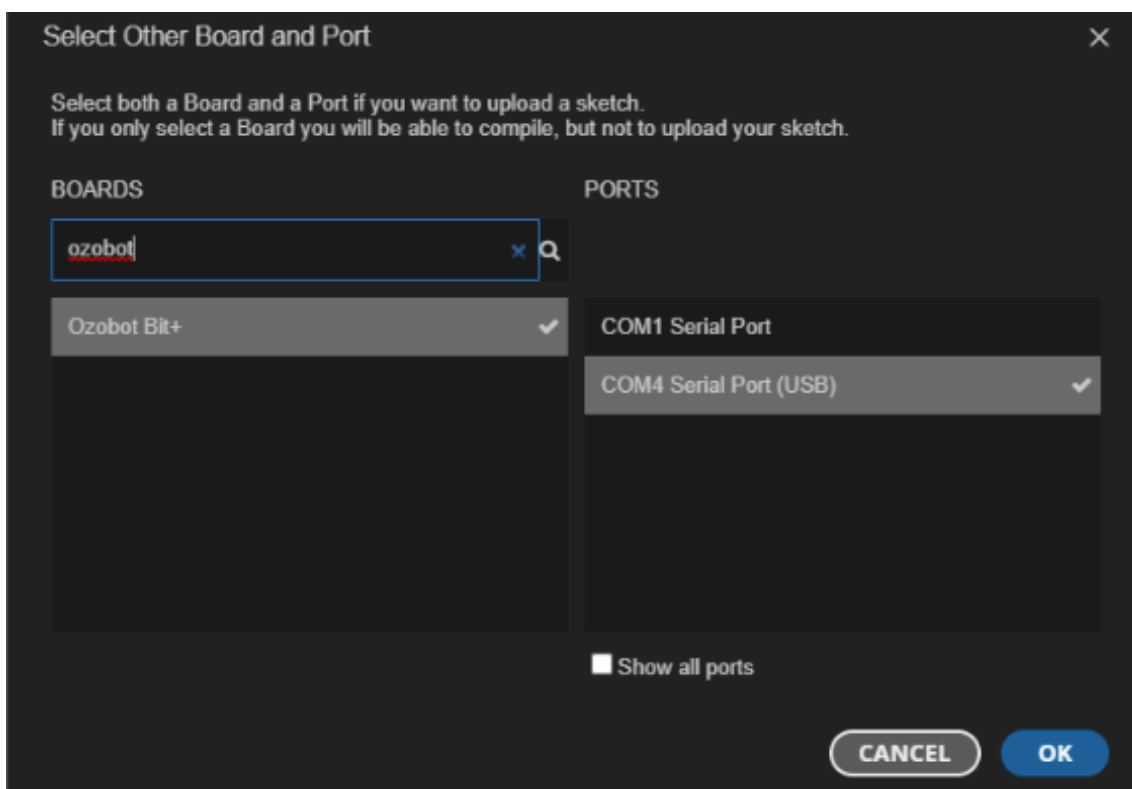 Select Other Board and Port
Select both a Board and a Port if you want to upload a sketch.
If you only select a Board you will be able to compile, but not to upload your sketch.
BOARDS
PORTS
ozobot
Ozobot Bit+
COM1 Serial Port
COM4 Serial Port (USB)
Show all ports
CANCEL
OK